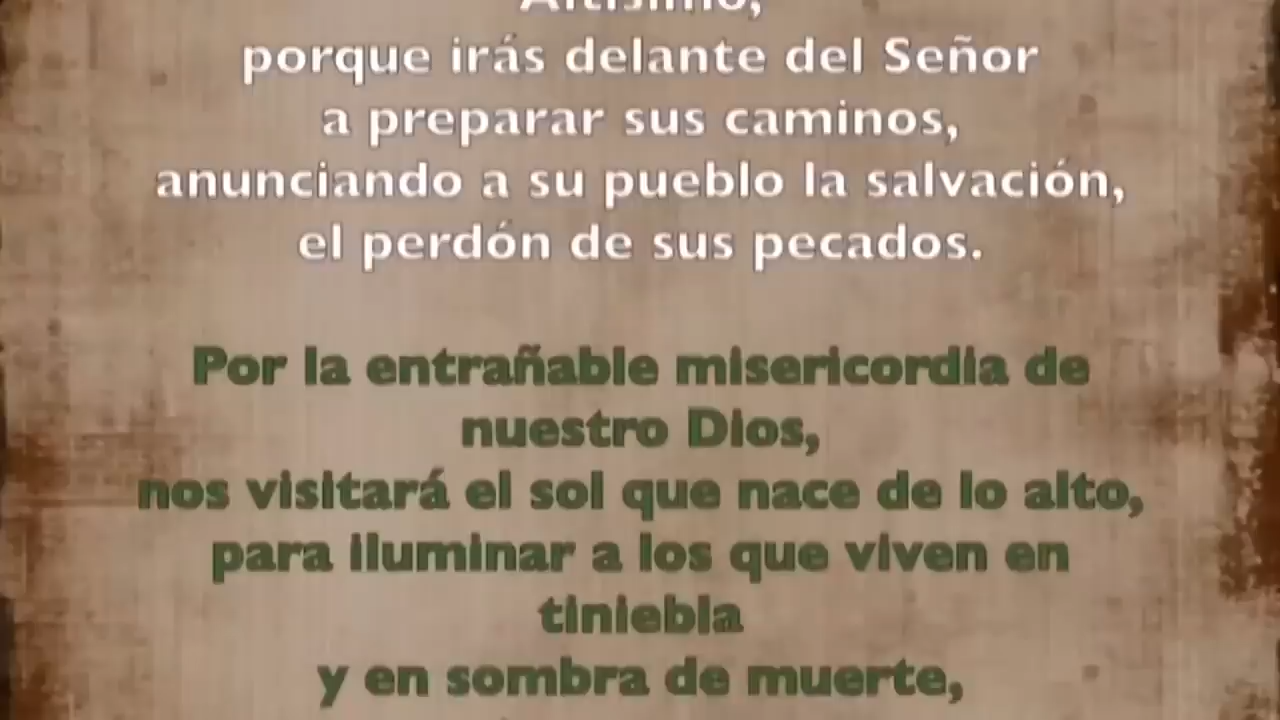 Altísimo,
porque irás delante del Señor
a preparar sus caminos,
anunciando a su pueblo la salvación,
el perdón de sus pecados.
Por la entrañable misericordia de
nuestro Dios,
nos visitará el sol que nace de lo alto,
para iluminar a los que viven en
tiniebla
y en sombra de muerte,